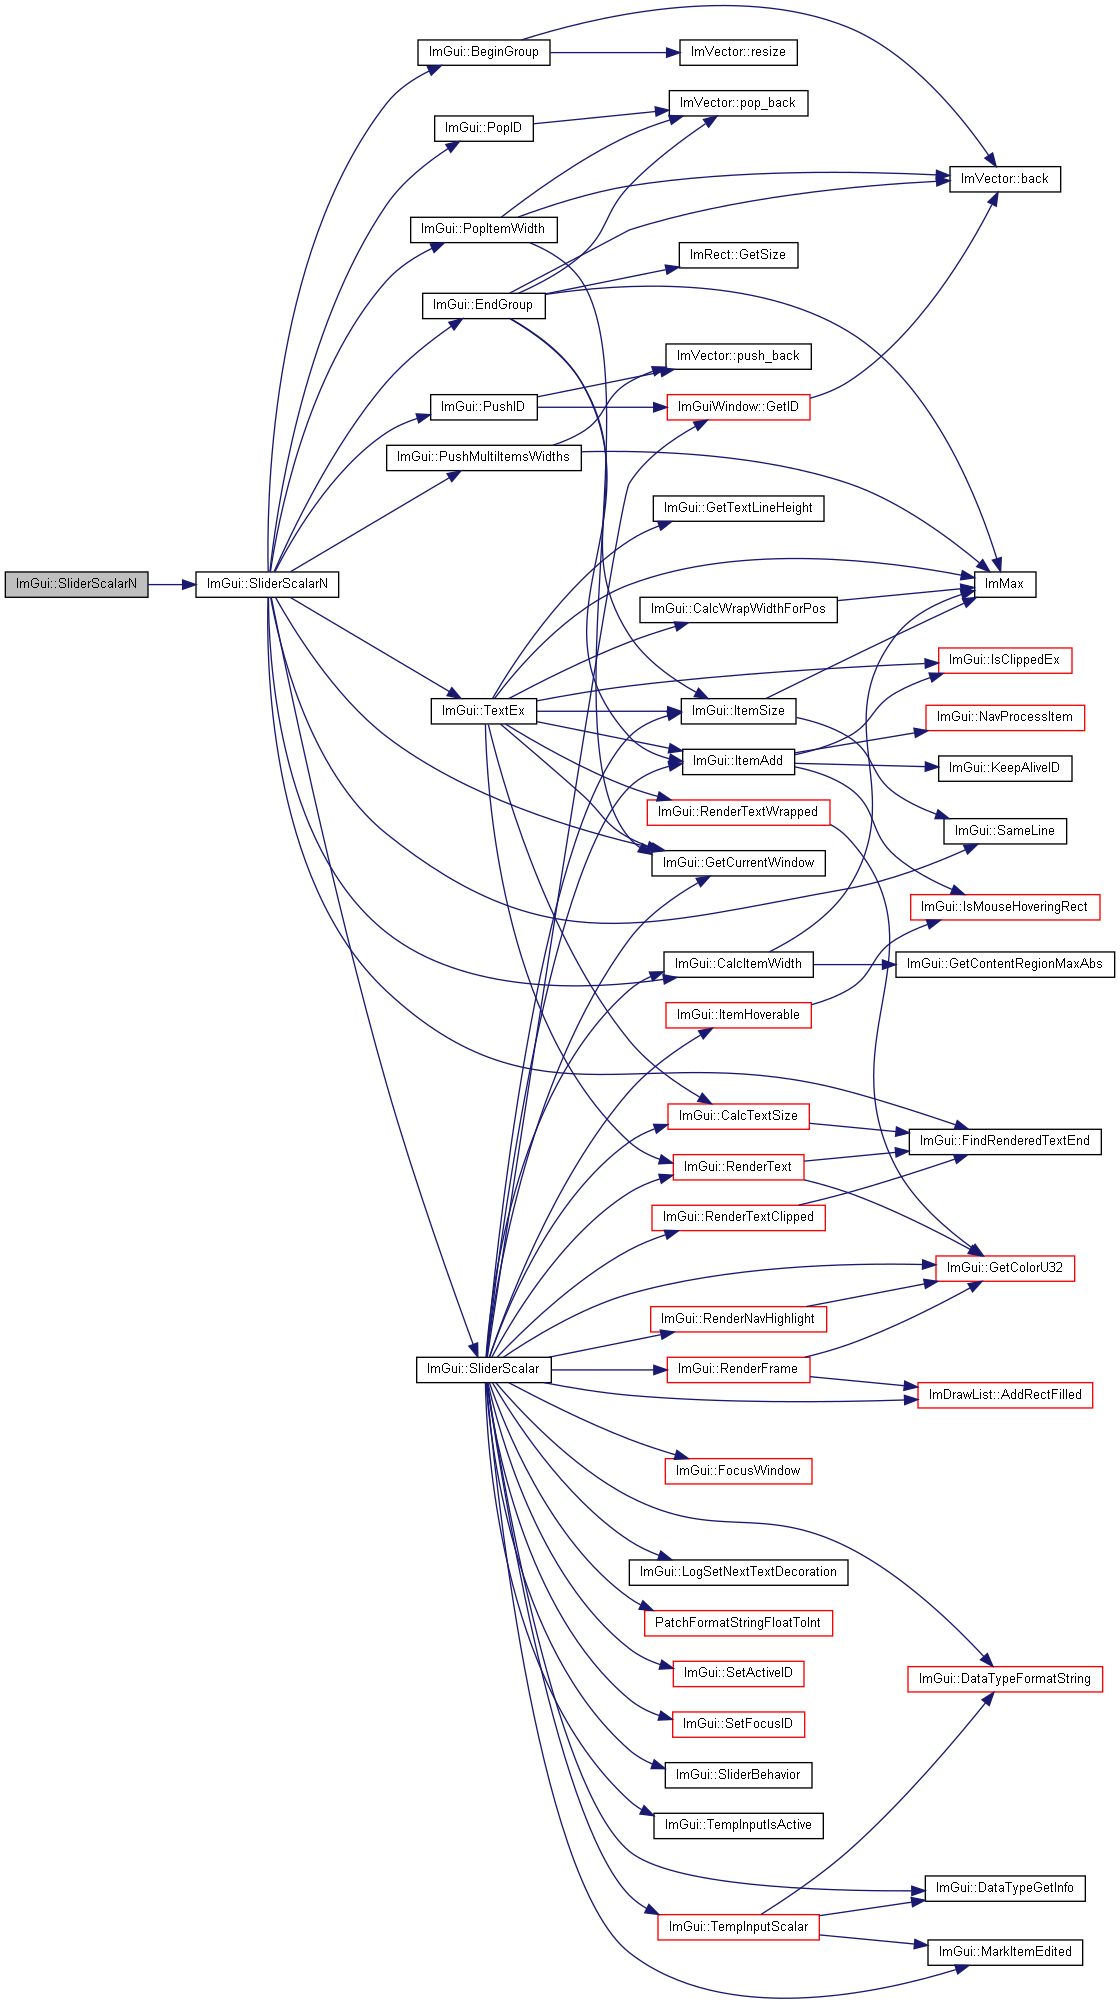 ImGui::BeginGroup
ImVector::resize
ImVector::pop_back
ImGui::PopID
ImVector::back
ImGui::PopItemWidth
ImRect::GetSize
ImGui::EndGroup
ImVector::push_back
ImGui::PushID
ImGuiWindow::GetID
ImGui::PushMultiItemsWidths
ImGui::GetTextLineHeight
ImGui::SliderScalarN
ImGui::SliderScalarN
ImMax
ImGui::CalcWrapWidthForPos
ImGui::IsClippedEx
ImGui::TextEx
ImGui::ItemSize
ImGui::NavProcessItem
ImGui::ItemAdd
ImGui::KeepAliveID
ImGui::RenderTextWrapped
ImGui::SameLine
ImGui::GetCurrentWindow
ImGui::IsMouseHoveringRect
ImGui::CalcItemWidth
ImGui::GetContentRegionMaxAbs
ImGui::ItemHoverable
ImGui::CalcTextSize
ImGui::FindRenderedTextEnd
ImGui::RenderText
ImGui::RenderTextClipped
ImGui::GetColorU32
ImGui::RenderNavHighlight
ImGui::SliderScalar
ImGui::RenderFrame
ImDrawList::AddRectFilled
ImGui::FocusWindow
ImGui::LogSetNextTextDecoration
PatchFormatStringFloatToInt
ImGui::SetActiveID
ImGui::DataTypeFormatString
ImGui::SetFocusID
ImGui::SliderBehavior
ImGui::TempInputIsActive
ImGui::DataTypeGetInfo
ImGui::TempInputScalar
ImGui::MarkItemEdited